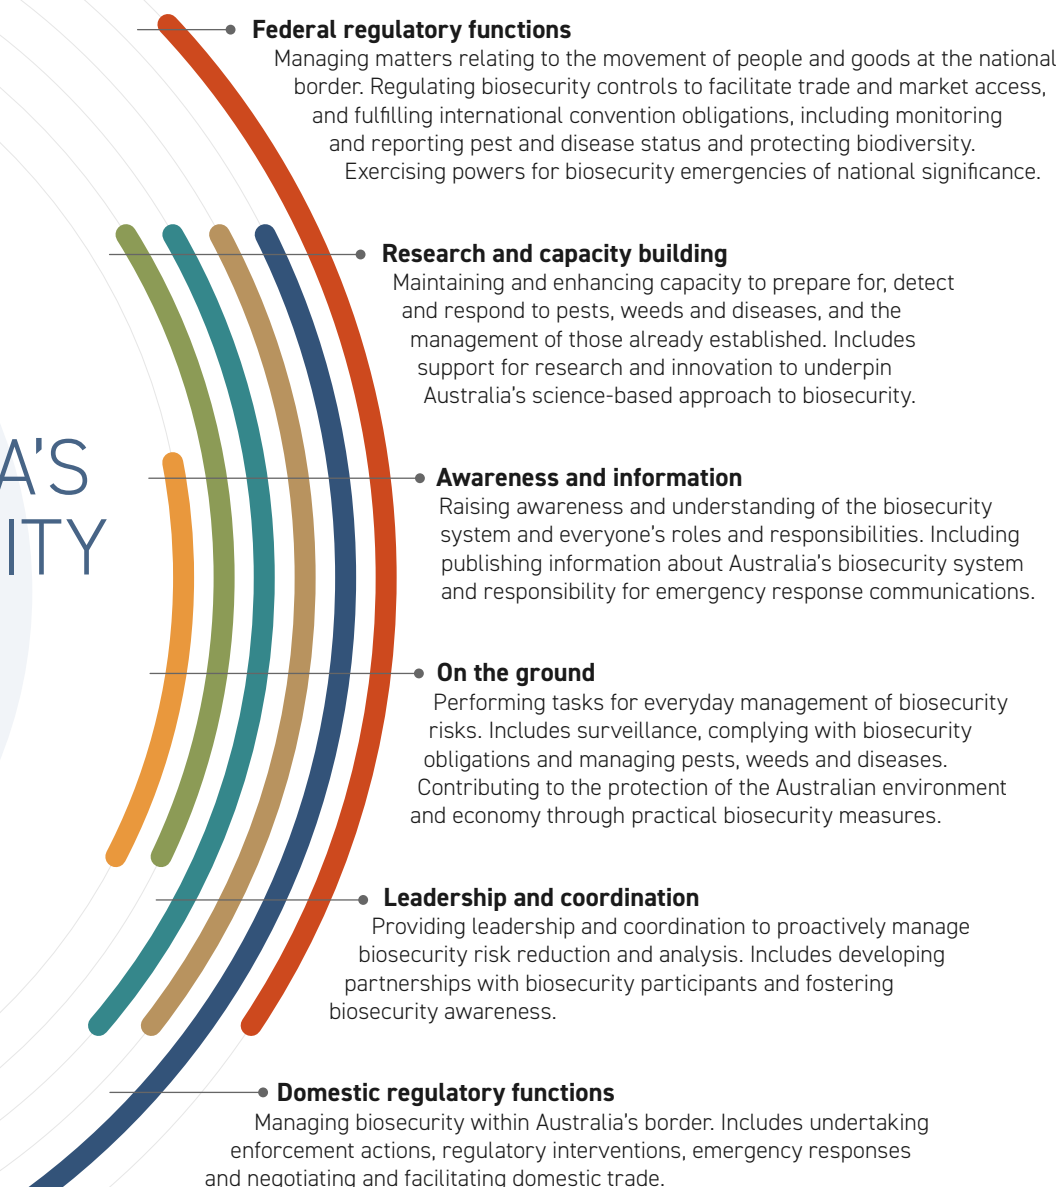 Federal regulatory functions
Managing matters relating to the movement of people and goods at the national
border. Regulating biosecurity controls to facilitate trade and market access,
and fulfilling international convention obligations, including monitoring
and reporting pest and disease status and protecting biodiversity.
Exercising powers for biosecurity emergencies of national significance.
Research and capacity building
Maintaining and enhancing capacity to prepare for, detect
and respond to pests, weeds and diseases, and the
management of those already established. Includes
support for research and innovation to underpin
Australia’s science-based approach to biosecurity.
A’S
ITY
Awareness and information
Raising awareness and understanding of the biosecurity
system and everyone’s roles and responsibilities. Including
publishing information about Australia’s biosecurity system
and responsibility for emergency response communications.
On the ground
Performing tasks for everyday management of biosecurity
risks. Includes surveillance, complying with biosecurity
obligations and managing pests, weeds and diseases.
Contributing to the protection of the Australian environment
and economy through practical biosecurity measures.
Leadership and coordination
Providing leadership and coordination to proactively manage
biosecurity risk reduction and analysis. Includes developing
partnerships with biosecurity participants and fostering
biosecurity awareness.
Domestic regulatory functions
Managing biosecurity within Australia’s border. Includes undertaking
enforcement actions, regulatory interventions, emergency responses
and negotiating and facilitating domestic trade.